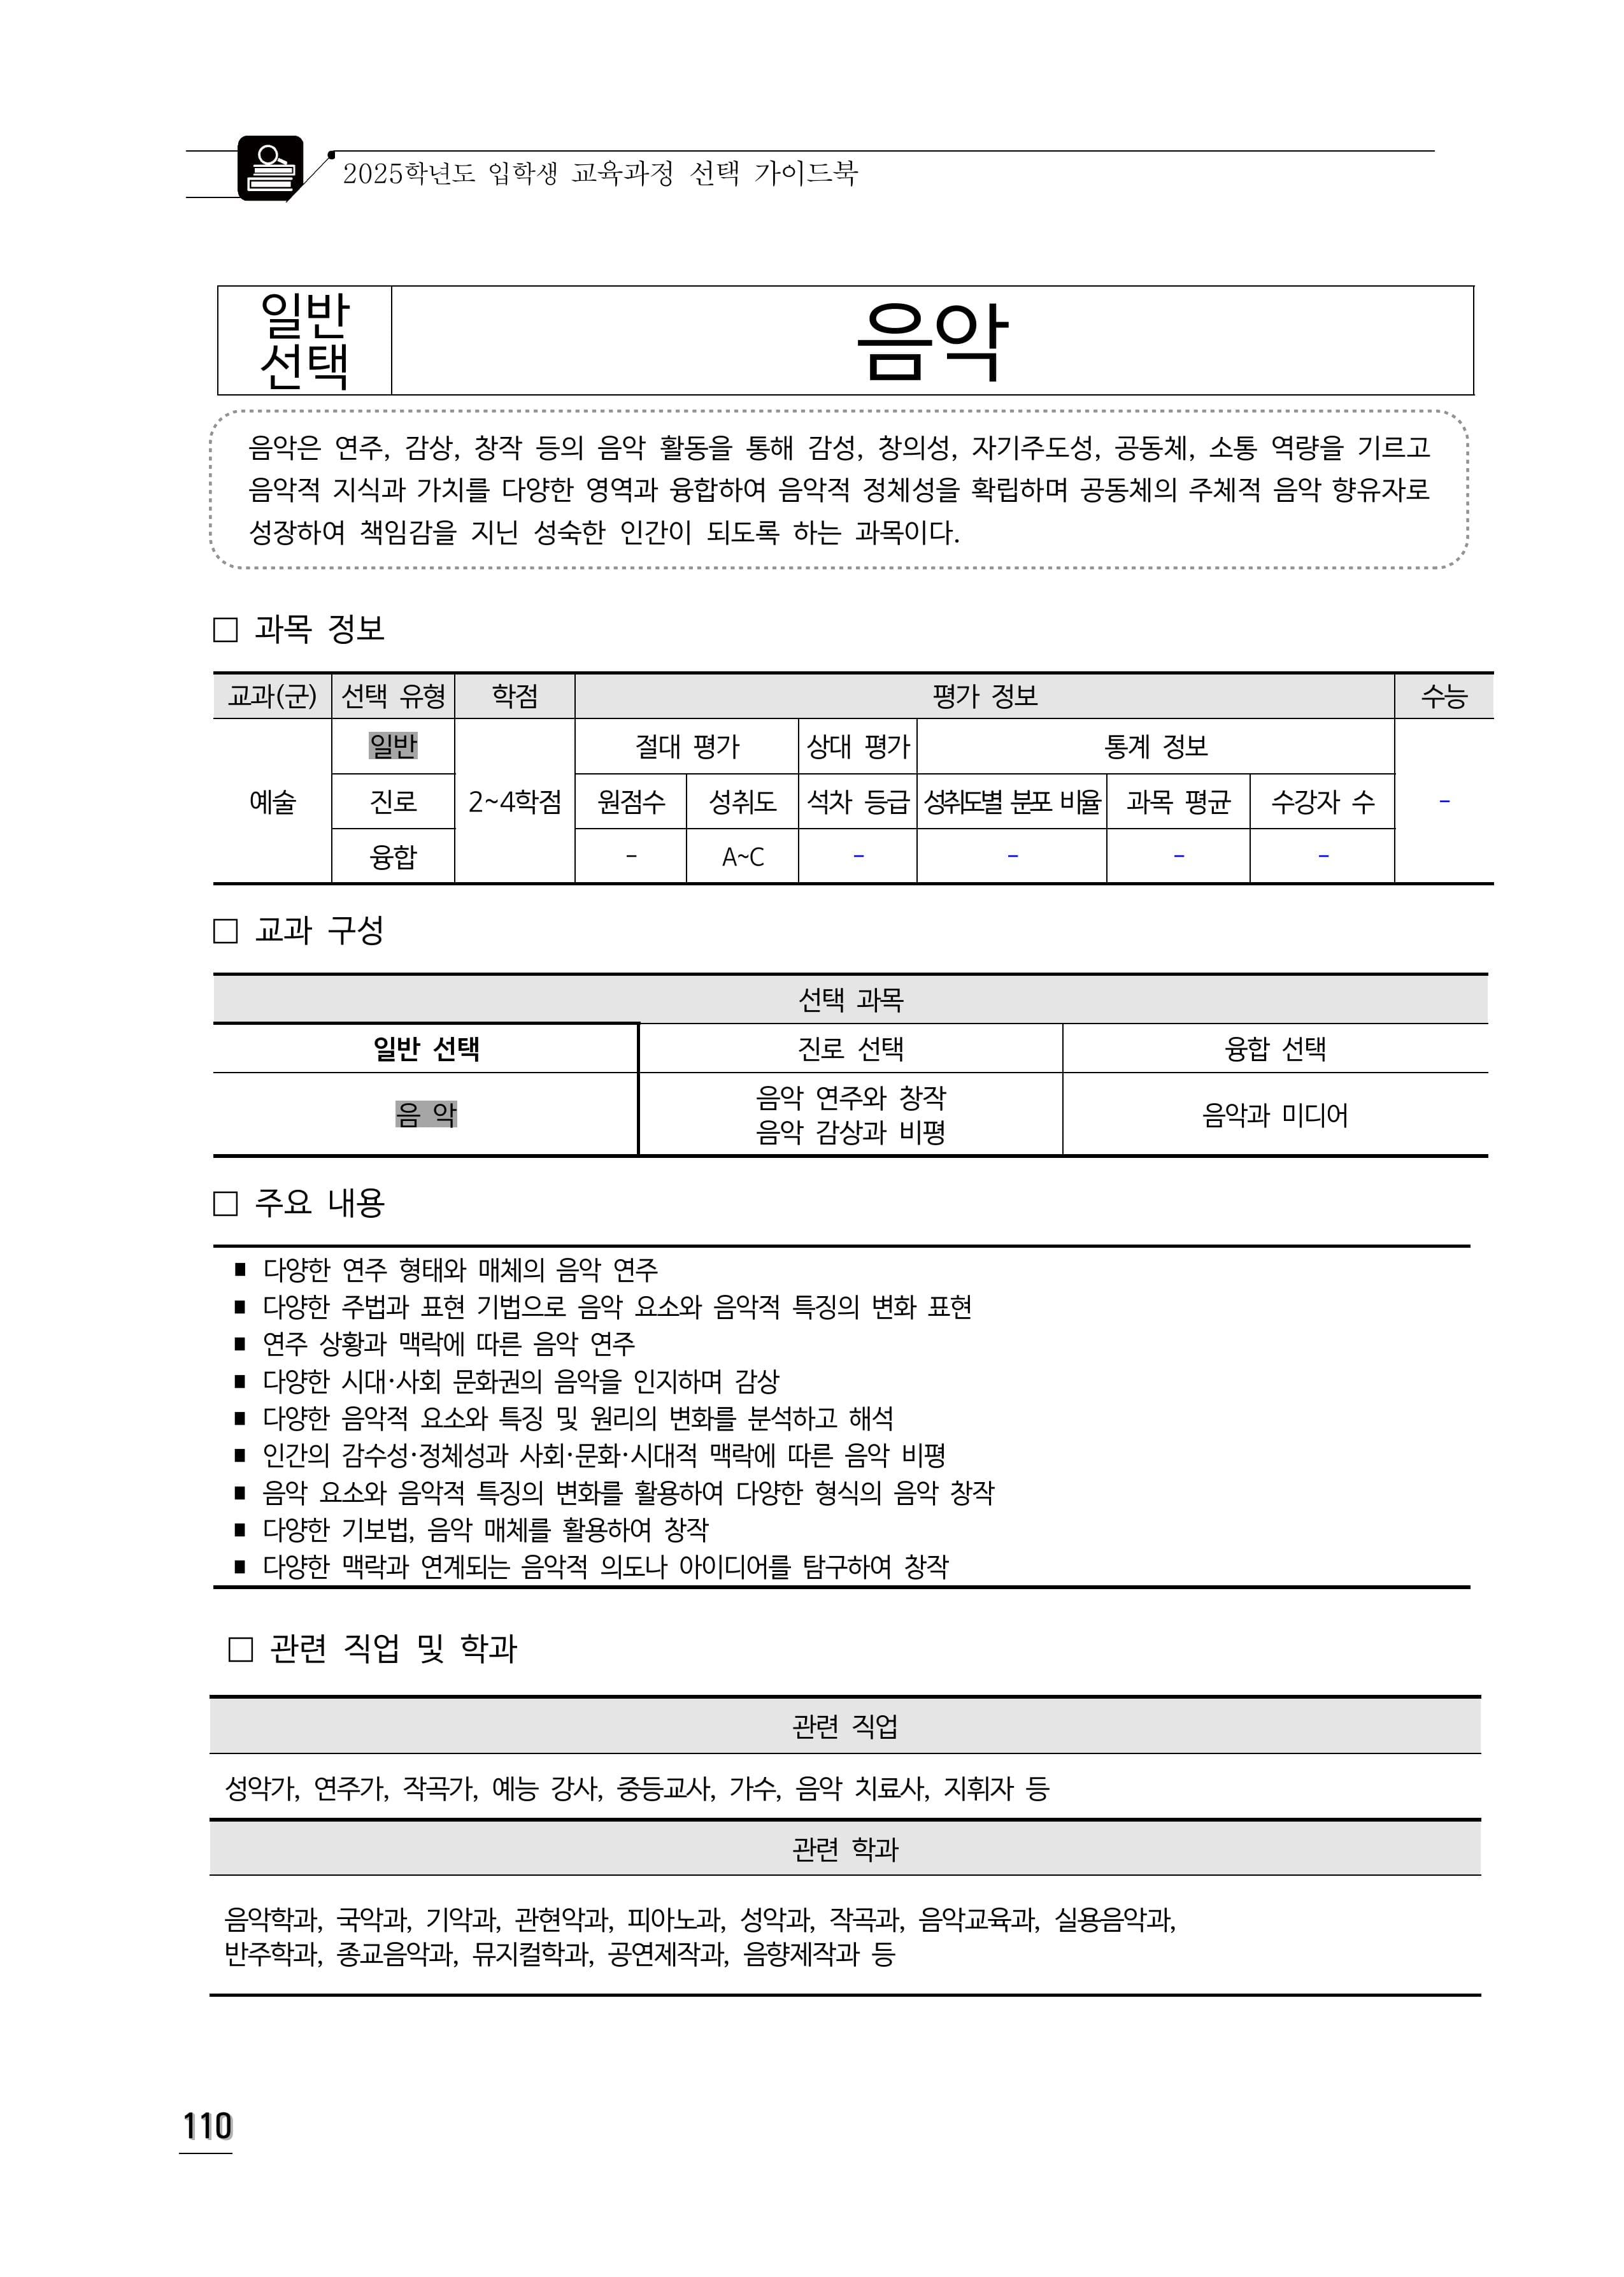 2025학년도 입학생 교육과정 선택 가이드북
일반
선택
음악
음악은 연주, 감상, 창작 등의 음악 활동을 통해 감성, 창의성, 자기주도성, 공동체, 소통 역량을 기르고
음악적 지식과 가치를 다양한 영역과 융합하여 음악적 정체성을 확립하며 공동체의 주체적 음악 향유자로
성장하여 책임감을 지닌 성숙한 인간이 되도록 하는 과목이다.
□ 과목 정보
교과(군) 선택 유형 학점 평가 정보 수능
일반 절대 평가 상대 평가 통계 정보
예술 진로 2~4학점 원점수 성취도 석차 등급 성취도별 분포 비율 과목 평균 수강자 수 -
융합 - A~C - - - -
□ 교과 구성
선택 과목
일반 선택 진로 선택 융합 선택
음 악 음악 연주와 창작 음악과 미디어
음악 감상과 비평
□ 주요 내용
■ 다양한 연주 형태와 매체의 음악 연주
■ 다양한 주법과 표현 기법으로 음악 요소와 음악적 특징의 변화 표현
■ 연주 상황과 맥락에 따른 음악 연주
■ 다양한 시대·사회 문화권의 음악을 인지하며 감상
■ 다양한 음악적 요소와 특징 및 원리의 변화를 분석하고 해석
■ 인간의 감수성·정체성과 사회·문화·시대적 맥락에 따른 음악 비평
■ 음악 요소와 음악적 특징의 변화를 활용하여 다양한 형식의 음악 창작
■ 다양한 기보법, 음악 매체를 활용하여 창작
■ 다양한 맥락과 연계되는 음악적 의도나 아이디어를 탐구하여 창작
□ 관련 직업 및 학과
관련 직업
성악가, 연주가, 작곡가, 예능 강사, 중등교사, 가수, 음악 치료사, 지휘자 등
관련 학과
음악학과, 국악과, 기악과, 관현악과, 피아노과, 성악과, 작곡과, 음악교육과, 실용음악과,
반주학과, 종교음악과, 뮤지컬학과, 공연제작과, 음향제작과 등
110